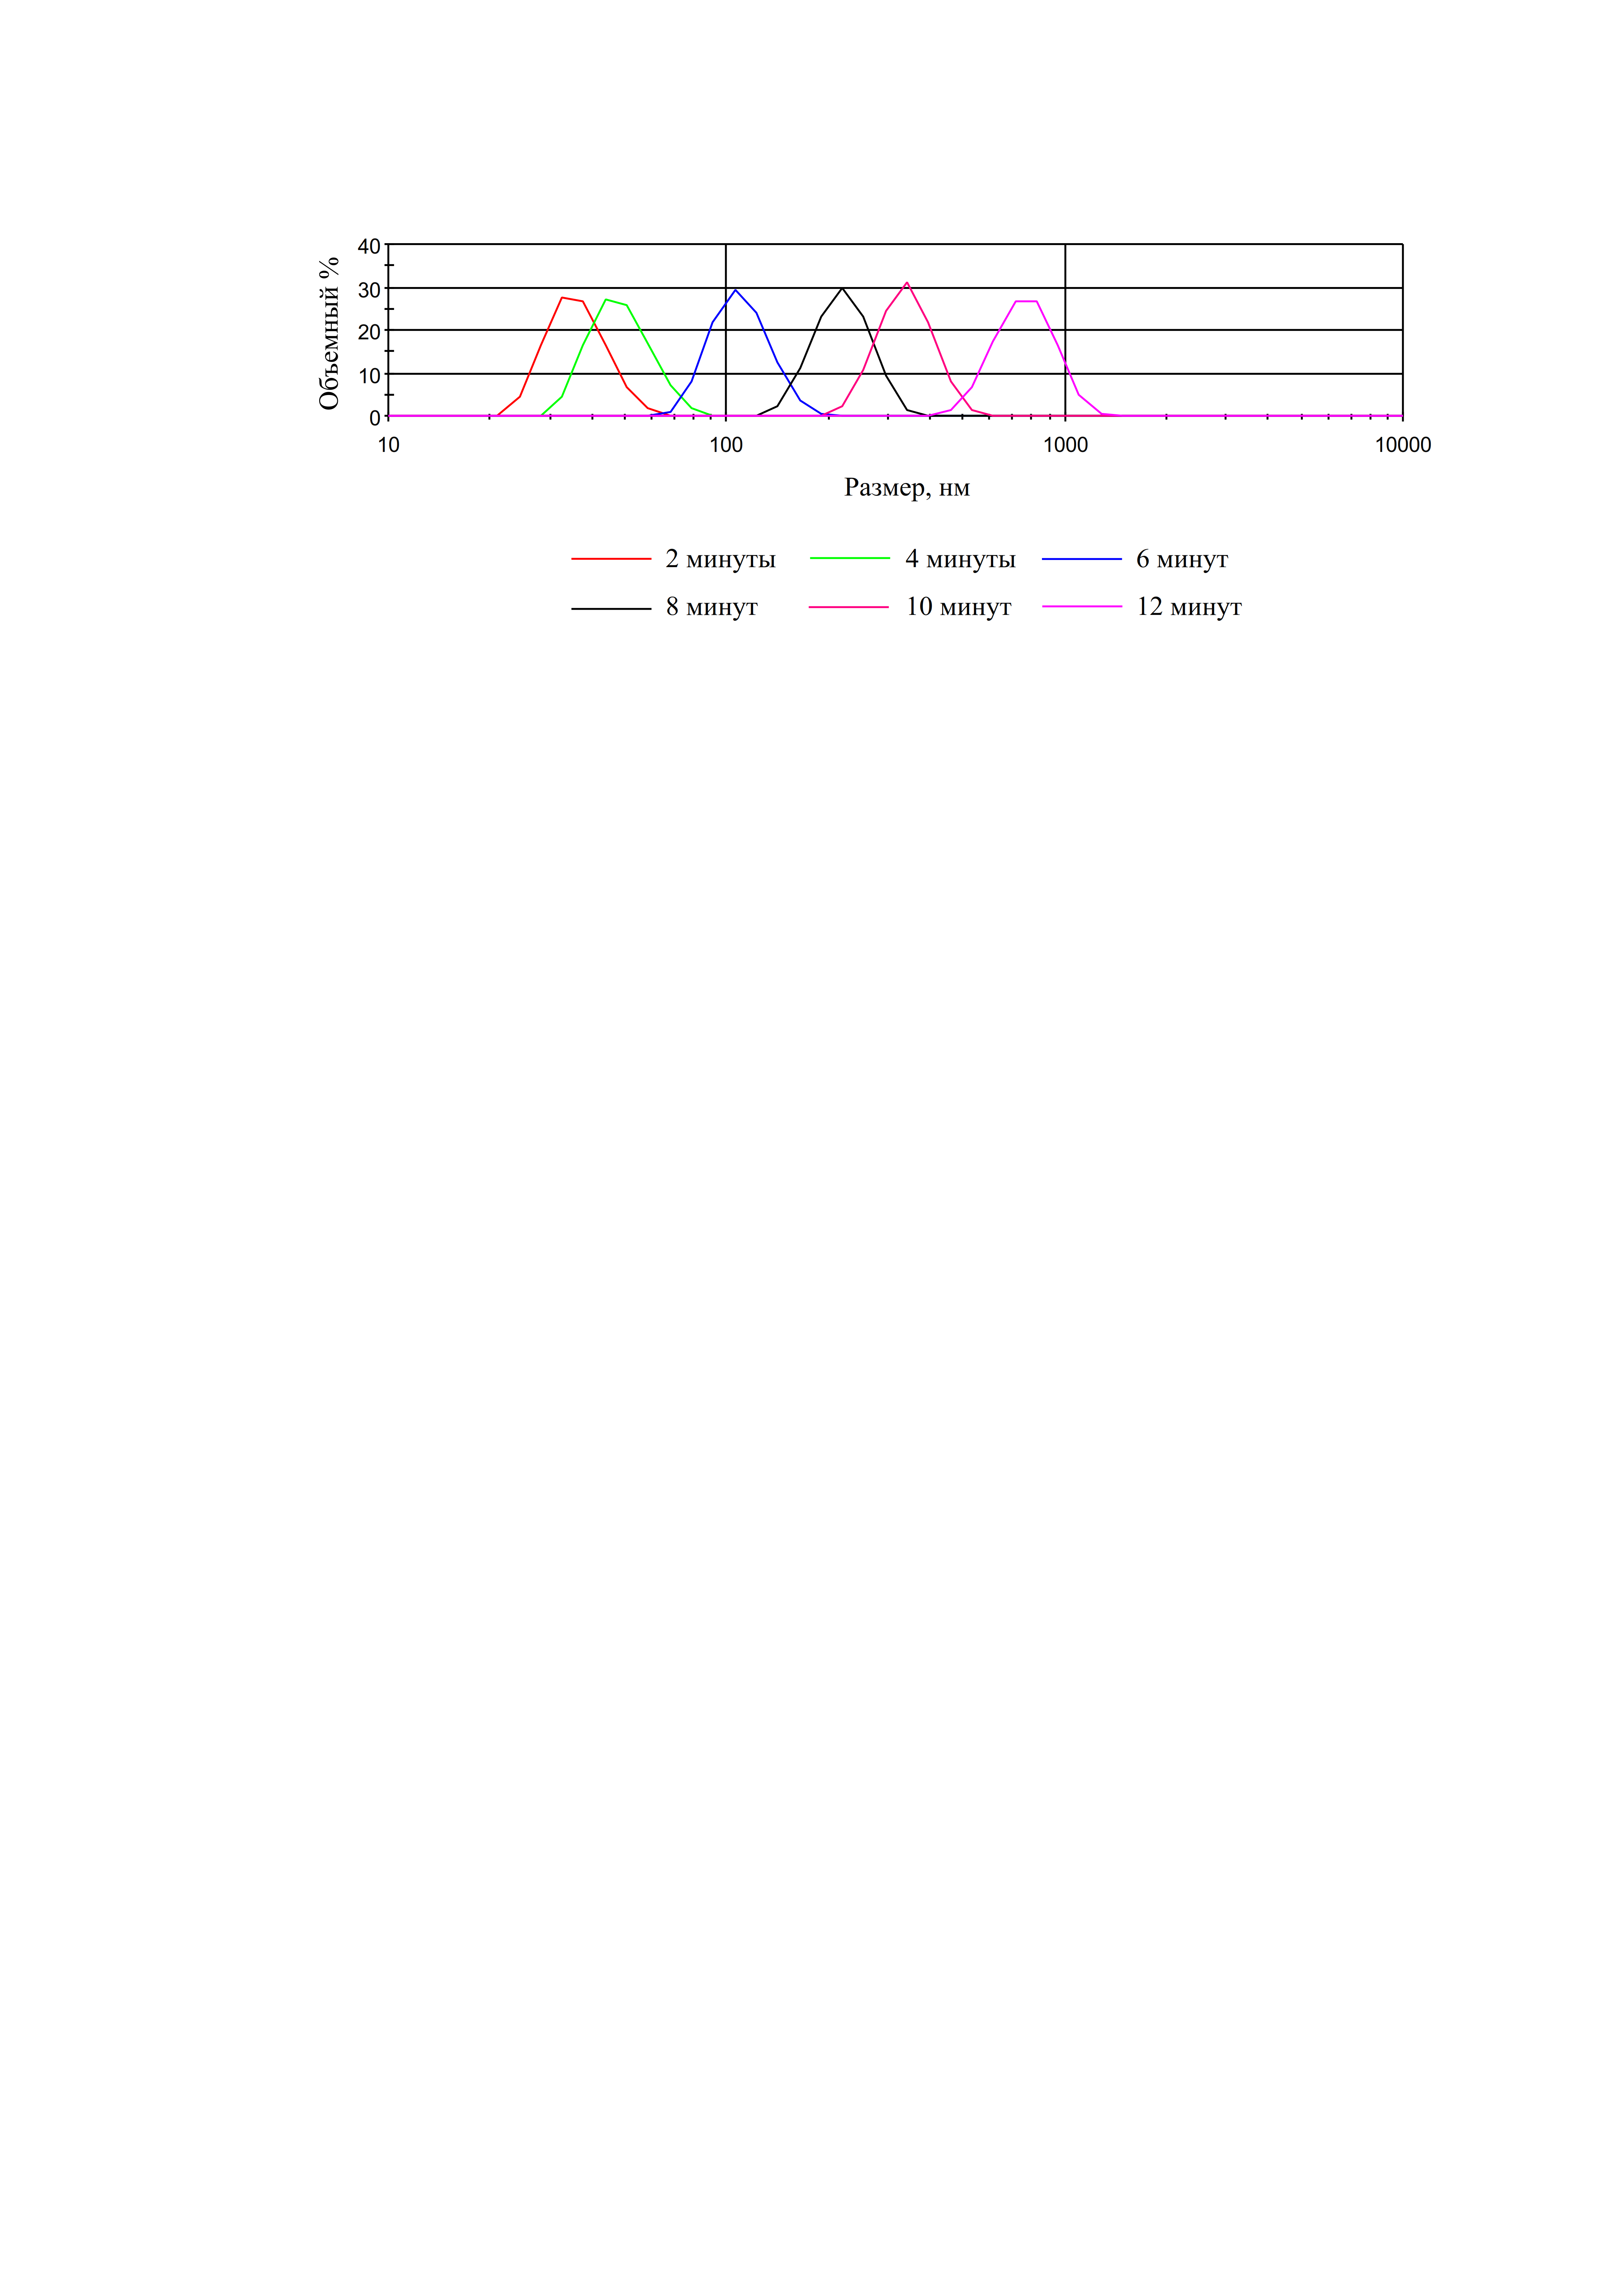 Объемный %
40
30
20
10
0
10 100 1000 10000
Размер, нм
2 минуты 4 минуты 6 минут
8 минут 10 минут 12 минут